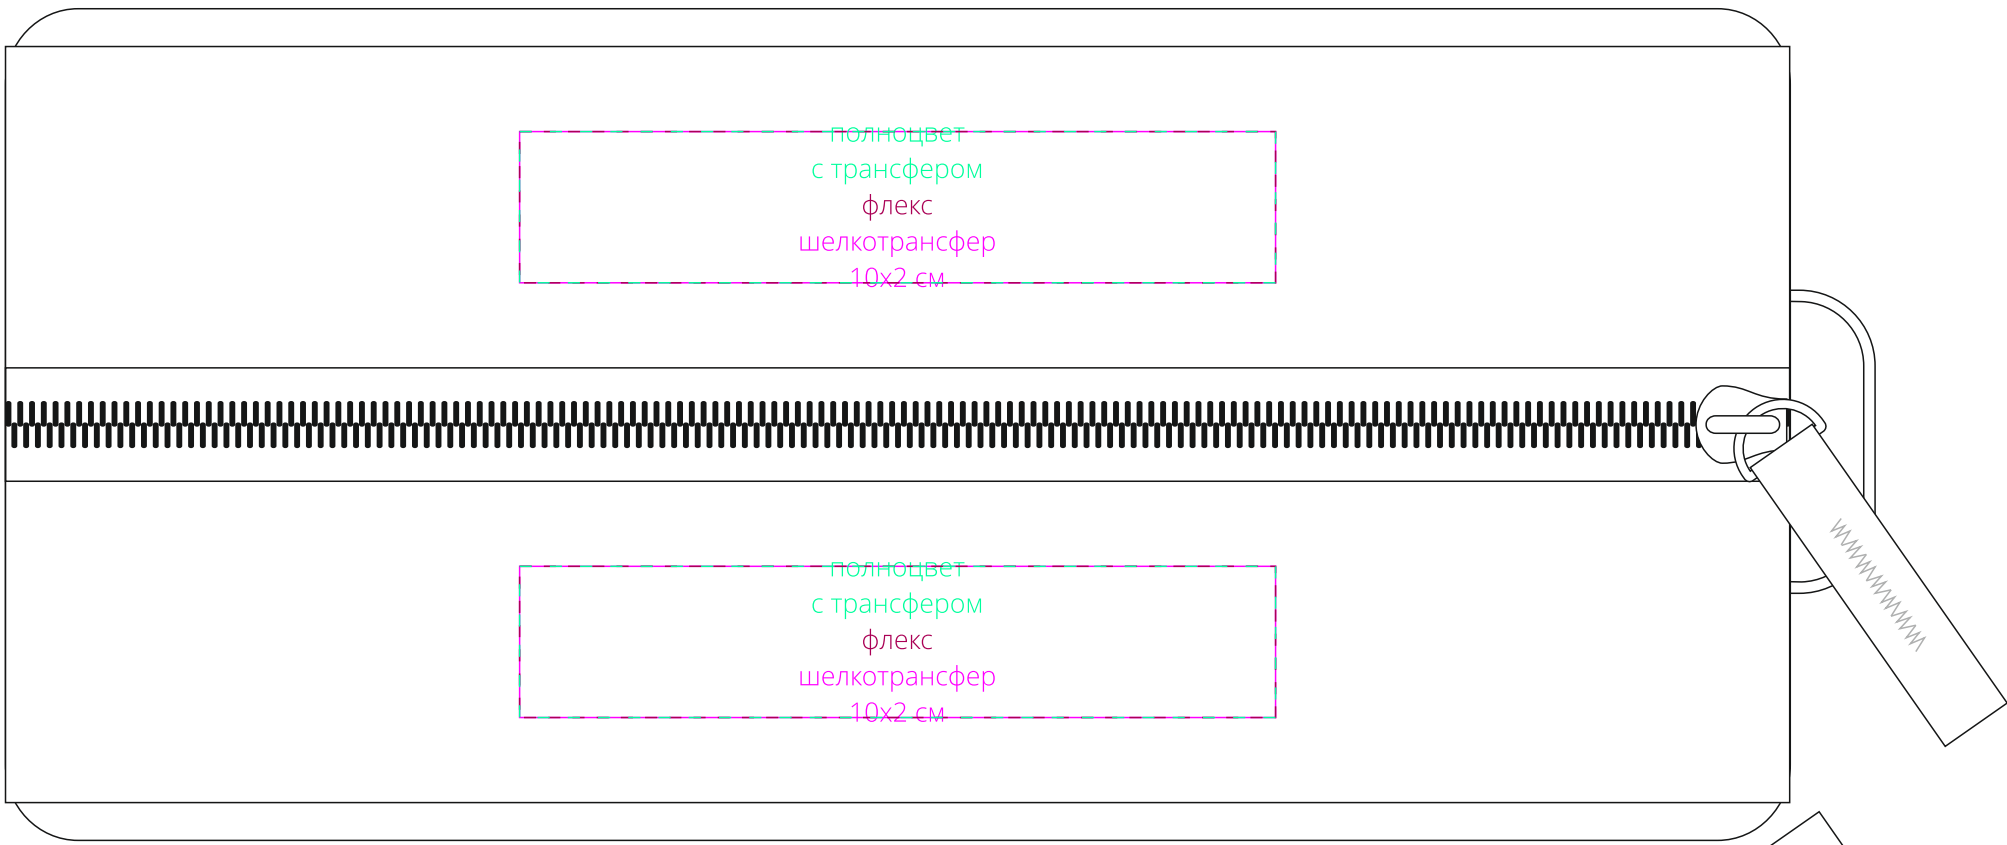 полноцвет
с трансфером
флекс
шелкотрансфер
10х2 см
полноцвет
с трансфером
флекс
шелкотрансфер
10х2 см